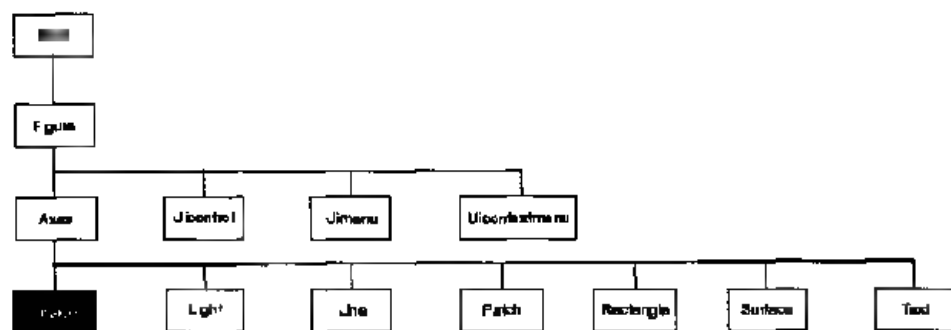 Figure
Axes Uicontrol Uimenu Uicontextmenu
Light Line Patch Rectangle Surface Text